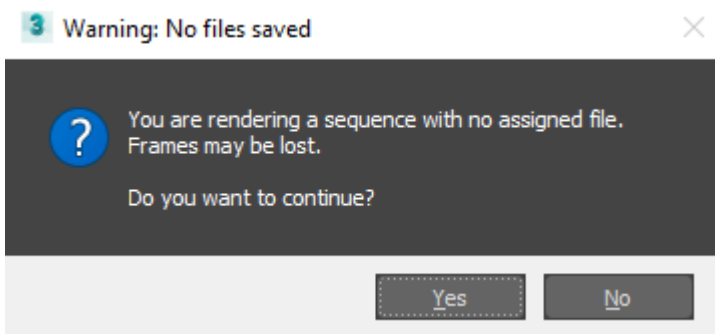 3 Warning: No files saved
? You are rendering a sequence with no assigned file.
Frames may be lost.
Do you want to continue?
Yes No